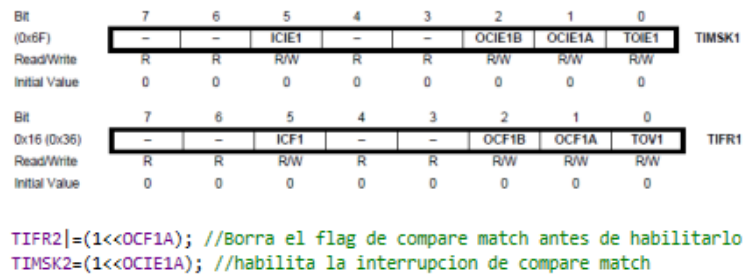 Bit 7 6 5 4 3 2 1 0
(0x6F) – – ICIE1 – – OCIE1B OCIE1A TOIE1 TIMSK1
Read/Write R R R/W R R R/W R/W R/W
Initial Value 0 0 0 0 0 0 0 0
Bit 7 6 5 4 3 2 1 0
0x16 (0x36) – – ICF1 – – OCF1B OCF1A TOV1 TIFR1
Read/Write R R R/W R R R/W R/W R/W
Initial Value 0 0 0 0 0 0 0 0
TIFR2|=(1<<OCF1A); //Borra el flag de compare match antes de habilitarlo
TIMSK2=(1<<OCIE1A); //habilita la interrupcion de compare match